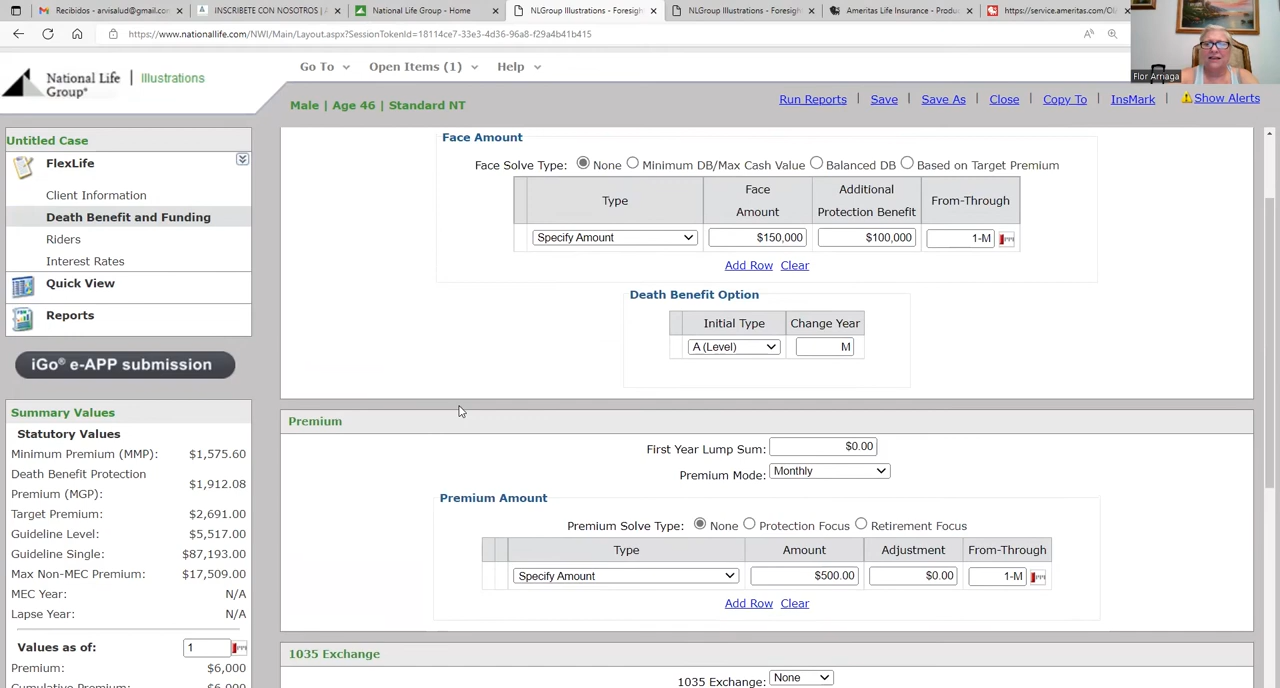 Recibidos - arvisalud@gmail.con
INSCRIBETE CON NOSOTROS | A
National Life Group - Home
NLGroup Illustrations - Foresigh
NLGroup Illustrations - Foresigh
Ameritas Life Insurance - Produc
https://service.ameritas.com/OLI
https://www.nationallife.com/NWI/Main/Layout.aspx?SessionTokenId=18114ce7-33e3-4d36-96a8-f29a4b41b415
Flor Arriaga
National Life Group®
Illustrations
Go To
Open Items (1)
Help
Male | Age 46 | Standard NT
Run Reports
Save
Save As
Close
Copy To
InsMark
Show Alerts
Untitled Case
FlexLife
Client Information
Death Benefit and Funding
Riders
Interest Rates
Quick View
Reports
iGo® e-APP submission
Summary Values
Statutory Values
Minimum Premium (MMP): $1,575.60
Death Benefit Protection Premium (MGP): $1,912.08
Target Premium: $2,691.00
Guideline Level: $5,517.00
Guideline Single: $87,193.00
Max Non-MEC Premium: $17,509.00
MEC Year: N/A
Lapse Year: N/A
Values as of: 1
Premium: $6,000
Cumulative Premium: $6,000
Face Amount
Face Solve Type: None Minimum DB/Max Cash Value Balanced DB Based on Target Premium
Type Face Amount Additional Protection Benefit From-Through
Specify Amount $150,000 $100,000 1-M
Add Row Clear
Death Benefit Option
Initial Type Change Year
A (Level) M
Premium
First Year Lump Sum: $0.00
Premium Mode: Monthly
Premium Amount
Premium Solve Type: None Protection Focus Retirement Focus
Type Amount Adjustment From-Through
Specify Amount $500.00 $0.00 1-M
Add Row Clear
1035 Exchange
1035 Exchange: None